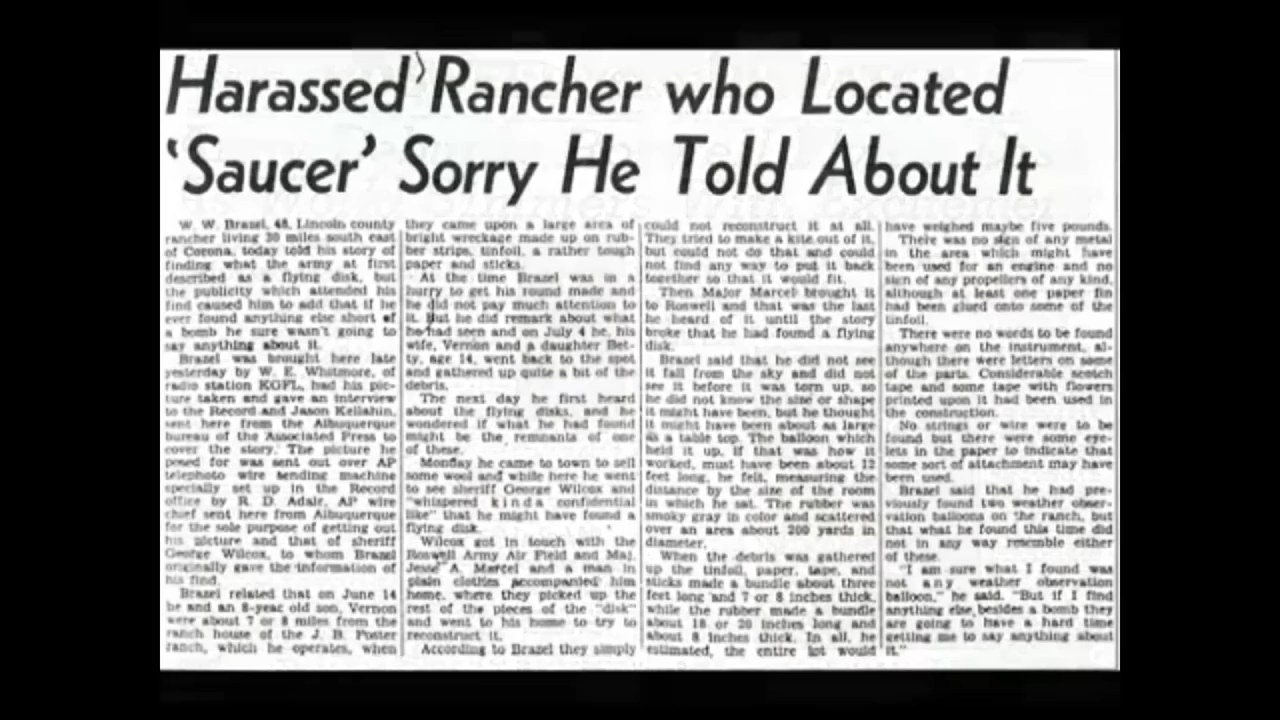 Harassed Rancher who Located
'Saucer' Sorry He Told About It
W. W. Brazel, 48, Lincoln county
rancher living 30 miles south east
of Corona, today told his story of
finding what the army at first
described as a flying disk, but
the publicity which attended his
find caused him to add that if he
ever found anything else short of
a bomb he sure wasn't going to
say anything about it.
Brazel was brought here late
yesterday by W. E. Whitmore, of
radio station KGFL, had his pic-
ture taken and gave an interview
to the Record and Jason Kellahin,
sent here from the Albuquerque
bureau of the Associated Press to
cover the story. The picture he
posed for was sent out over AP
telephoto wire sending machine
specially set up in the Record
office by R. D. Adair, AP wire
chief sent here from Albuquerque
for the sole purpose of getting out
his picture and that of sheriff
George Wilcox, to whom Brazel
originally gave the information of
his find.
Brazel related that on June 14
he and an 8-year old son, Vernon
were about 7 or 8 miles from the
ranch house of the J. B. Foster
ranch, which he operates, when
they came upon a large area of
bright wreckage made up on rub-
ber strips, tinfoil, a rather tough
paper and sticks.
At the time Brazel was in a
hurry to get his round made and
he did not pay much attention to
it. But he did remark about what
he had seen and on July 4 he, his
wife, Vernon and a daughter Bet-
ty, age 14, went back to the spot
and gathered up quite a bit of the
debris.
The next day he first heard
about the flying disks, and he
wondered if what he had found
might be the remnants of one
of these.
Monday he came to town to sell
some wool and while here he went
to see sheriff George Wilcox and
"whispered kinda confidential
like" that he might have found a
flying disk.
Wilcox got in touch with the
Roswell Army Air Field and Maj.
Jesse A. Marcel and a man in
plain clothes accompanied him
home, where they picked up the
rest of the pieces of the "disk"
and went to his home to try to
reconstruct it.
According to Brazel they simply
could not reconstruct it at all.
They tried to make a kite out of it,
but could not do that and could
not find any way to put it back
together so that it would fit.
Then Major Marcel brought it
to Roswell and that was the last
he heard of it until the story
broke that he had found a flying
disk.
Brazel said that he did not see
it fall from the sky and did not
see it before it was torn up, so
he did not know the size or shape
it might have been, but he thought
it might have been about as large
as a table top. The balloon which
held it up, if that was how it
worked, must have been about 12
feet long, he felt, measuring the
distance by the size of the room
in which he sat. The rubber was
smoky gray in color and scattered
over an area about 200 yards in
diameter.
When the debris was gathered
up the tinfoil, paper, tape, and
sticks made a bundle about three
feet long and 7 or 8 inches thick,
while the rubber made a bundle
about 18 or 20 inches long and
about 8 inches thick. In all, he
estimated, the entire lot would
have weighed maybe five pounds.
There was no sign of any metal
in the area which might have
been used for an engine and no
sign of any propellers of any kind,
although at least one paper fin
had been glued onto some of the
tinfoil.
There were no words to be found
anywhere on the instrument, al-
though there were letters on some
of the parts. Considerable scotch
tape and some tape with flowers
printed upon it had been used in
the construction.
No strings or wire were to be
found but there were some eye-
lets in the paper to indicate that
some sort of attachment may have
been used.
Brazel said that he had pre-
viously found two weather obser-
vation balloons on the ranch, but
that what he found this time did
not in any way resemble either
of these.
"I am sure what I found was
not any weather observation
balloon," he said. "But if I find
anything else besides a bomb they
are going to have a hard time
getting me to say anything about
it."